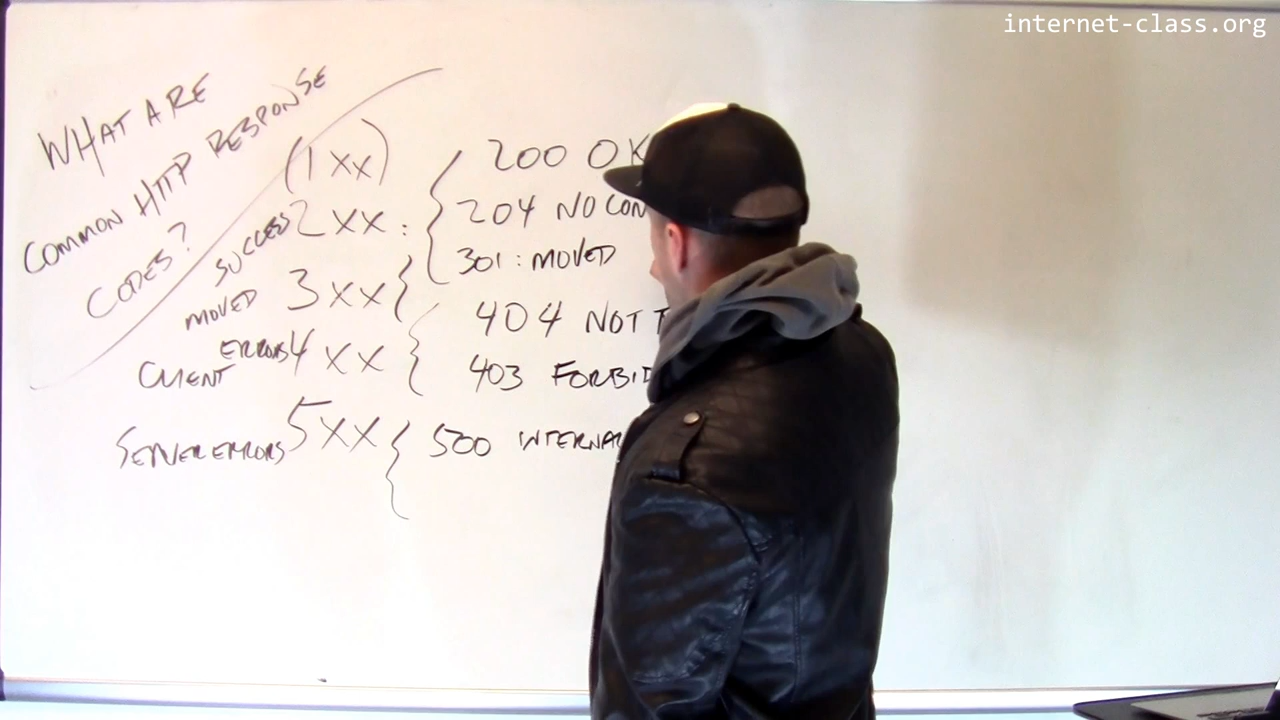 internet-class.org
WHAT ARE
COMMON HTTP RESPONSE
CODES?
(1XX)
SUCCESS 2XX : 200 OK
204 NO CON
301 : MOVED
MOVED 3XX
404 NOT F
CLIENT ERRORS 4XX
403 FORBID
SERVER ERRORS 5XX 500 INTERNA